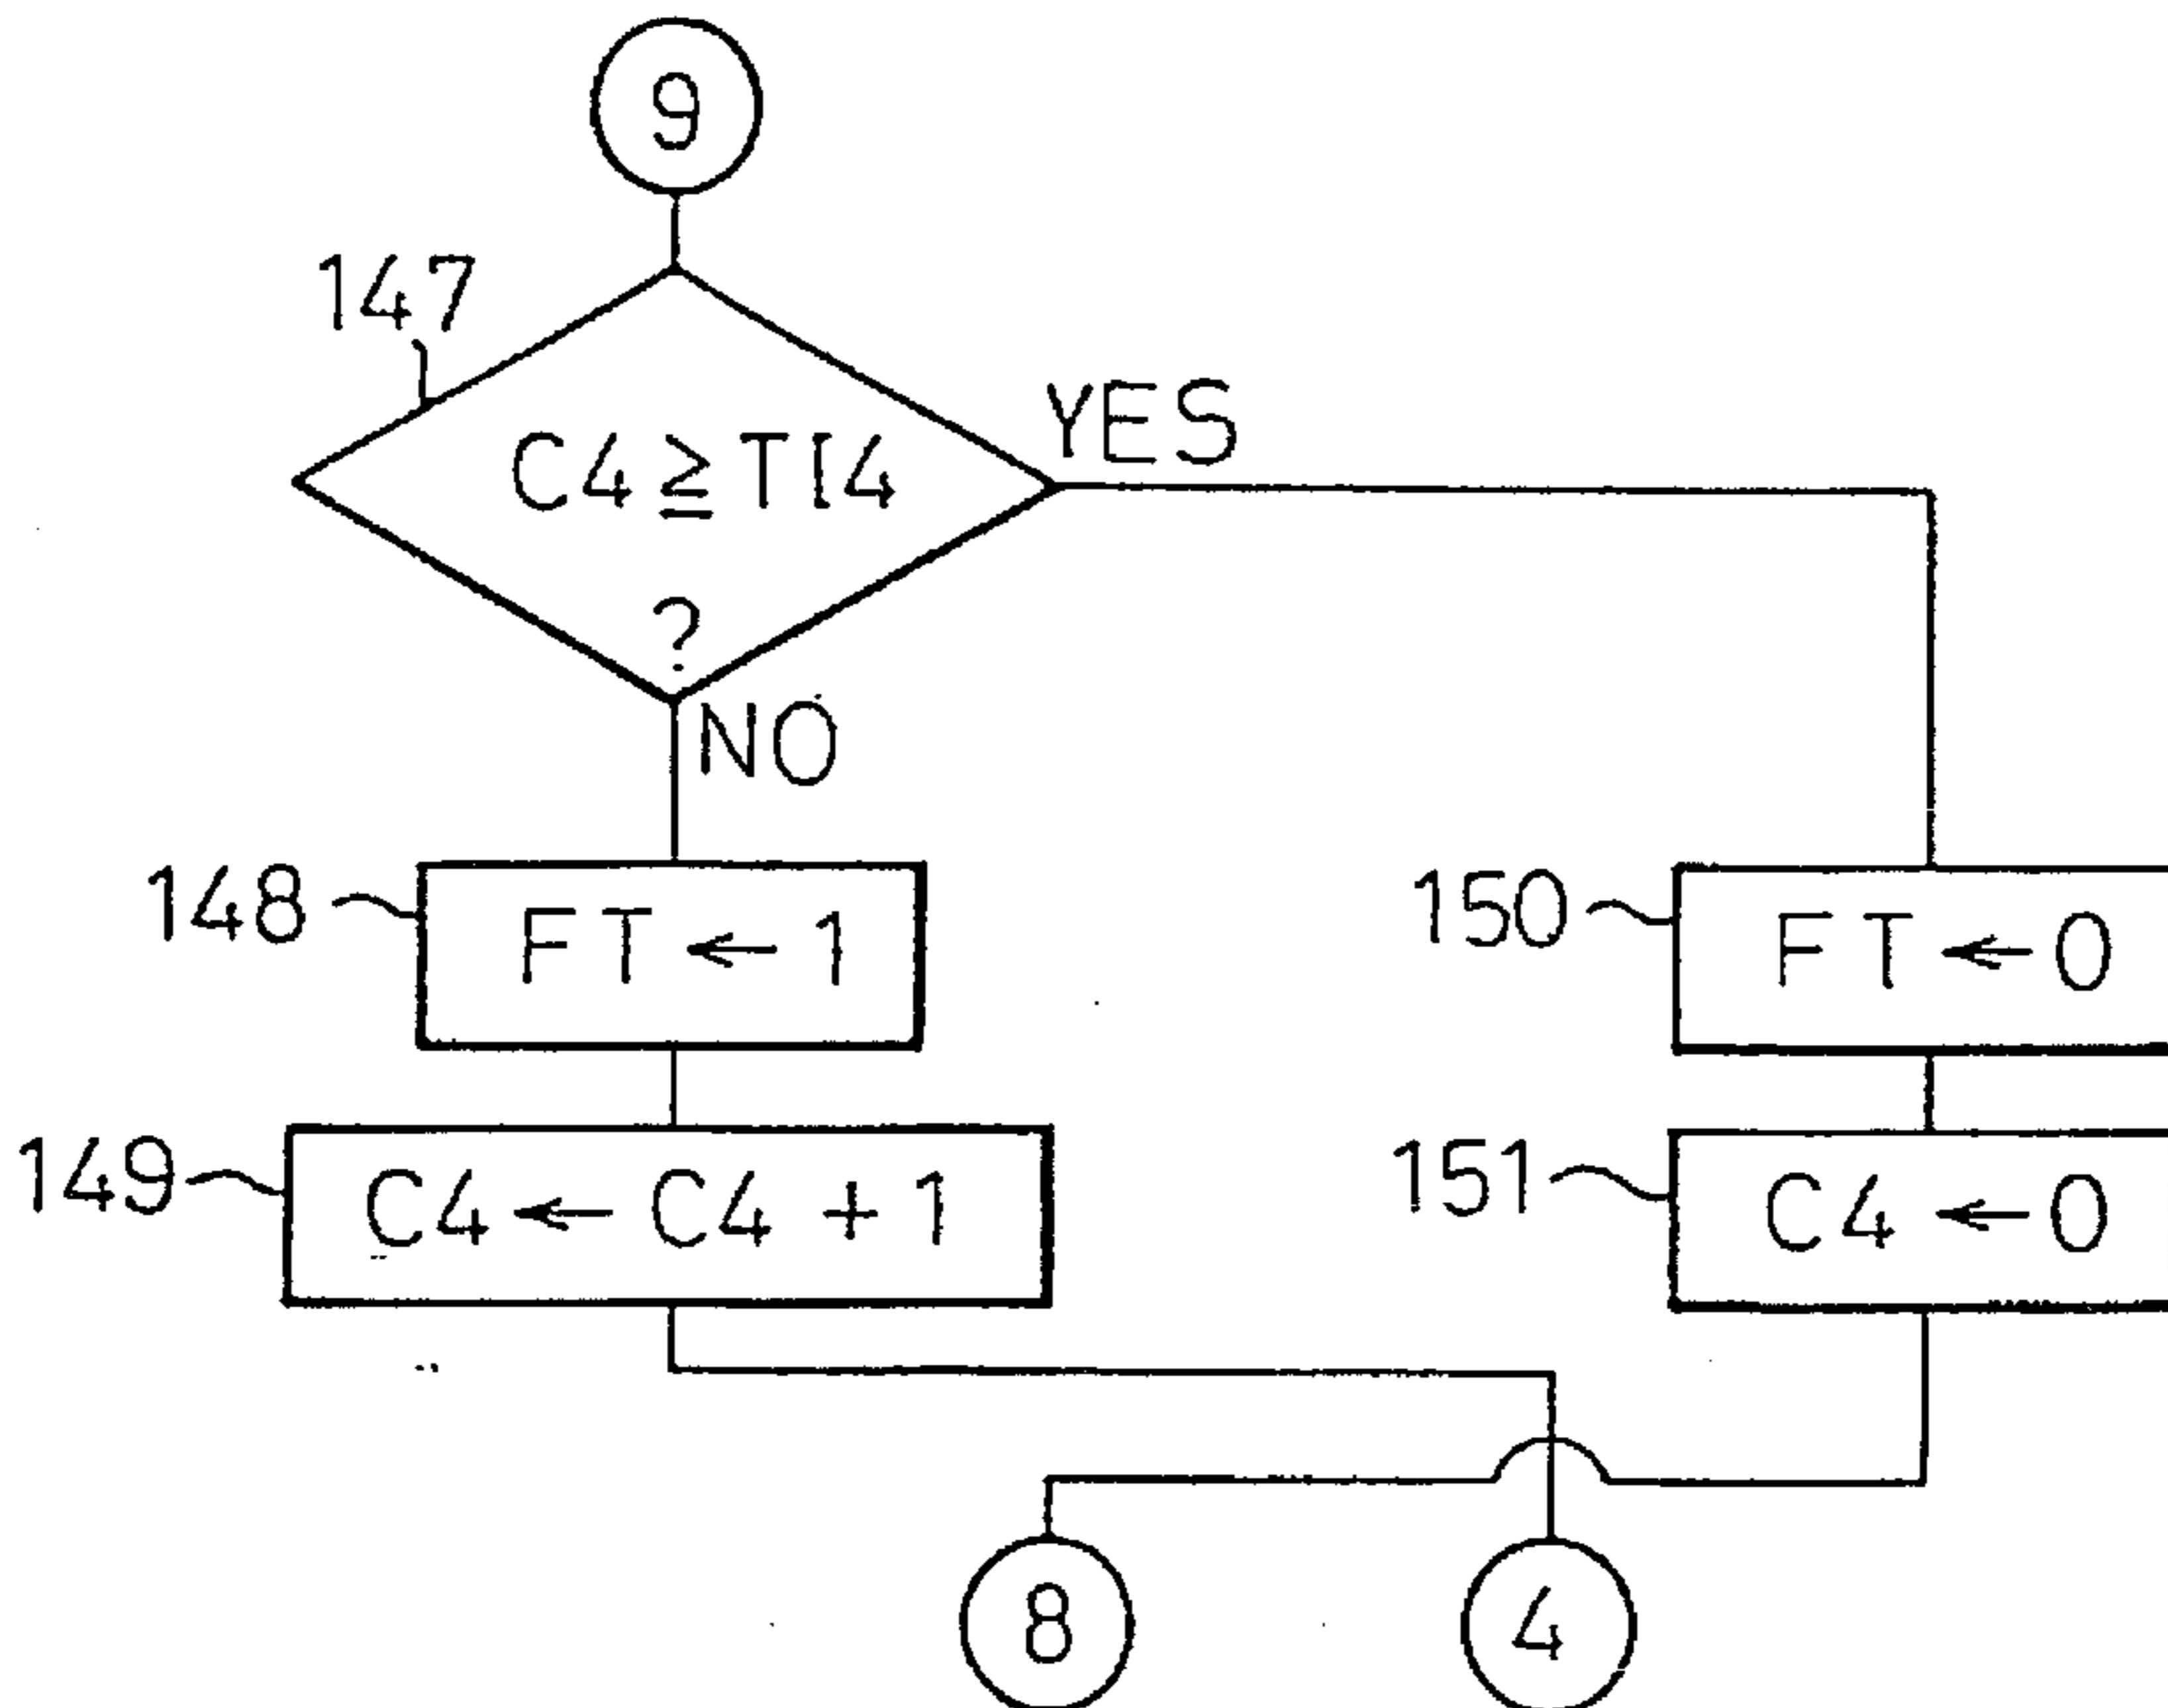 9
147
C4 ≧ T[4
?
YES
NO
148
FT ← 1
150
FT ← 0
149
C4 ← C4 + 1
151
C4 ← 0
8
4